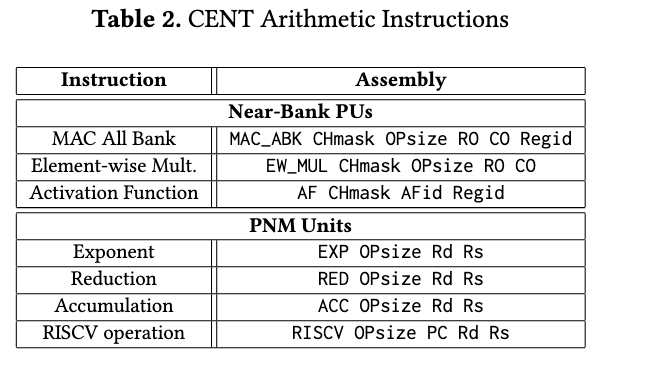 Table 2. CENT Arithmetic Instructions
Instruction Assembly
Near-Bank PUs
MAC All Bank MAC_ABK CHmask OPsize RO CO Regid
Element-wise Mult. EW_MUL CHmask OPsize RO CO
Activation Function AF CHmask AFid Regid
PNM Units
Exponent EXP OPsize Rd Rs
Reduction RED OPsize Rd Rs
Accumulation ACC OPsize Rd Rs
RISCV operation RISCV OPsize PC Rd Rs